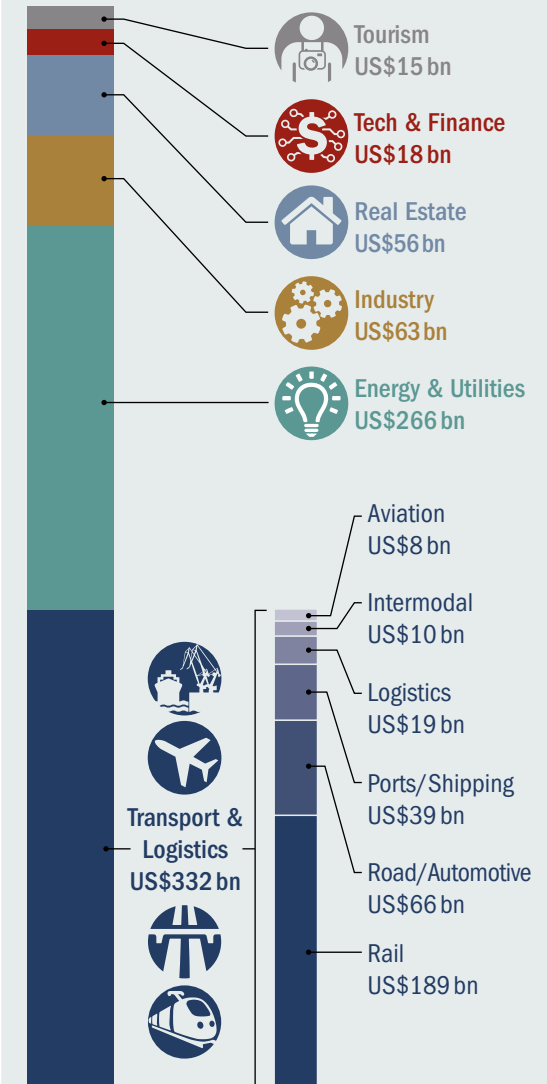 Tourism
US$15 bn
Tech & Finance
US$18 bn
Real Estate
US$56 bn
Industry
US$63 bn
Energy & Utilities
US$266 bn
Aviation
US$8 bn
Intermodal
US$10 bn
Logistics
US$19 bn
Ports/Shipping
US$39 bn
Road/Automotive
US$66 bn
Rail
US$189 bn
Transport &
Logistics
US$332 bn